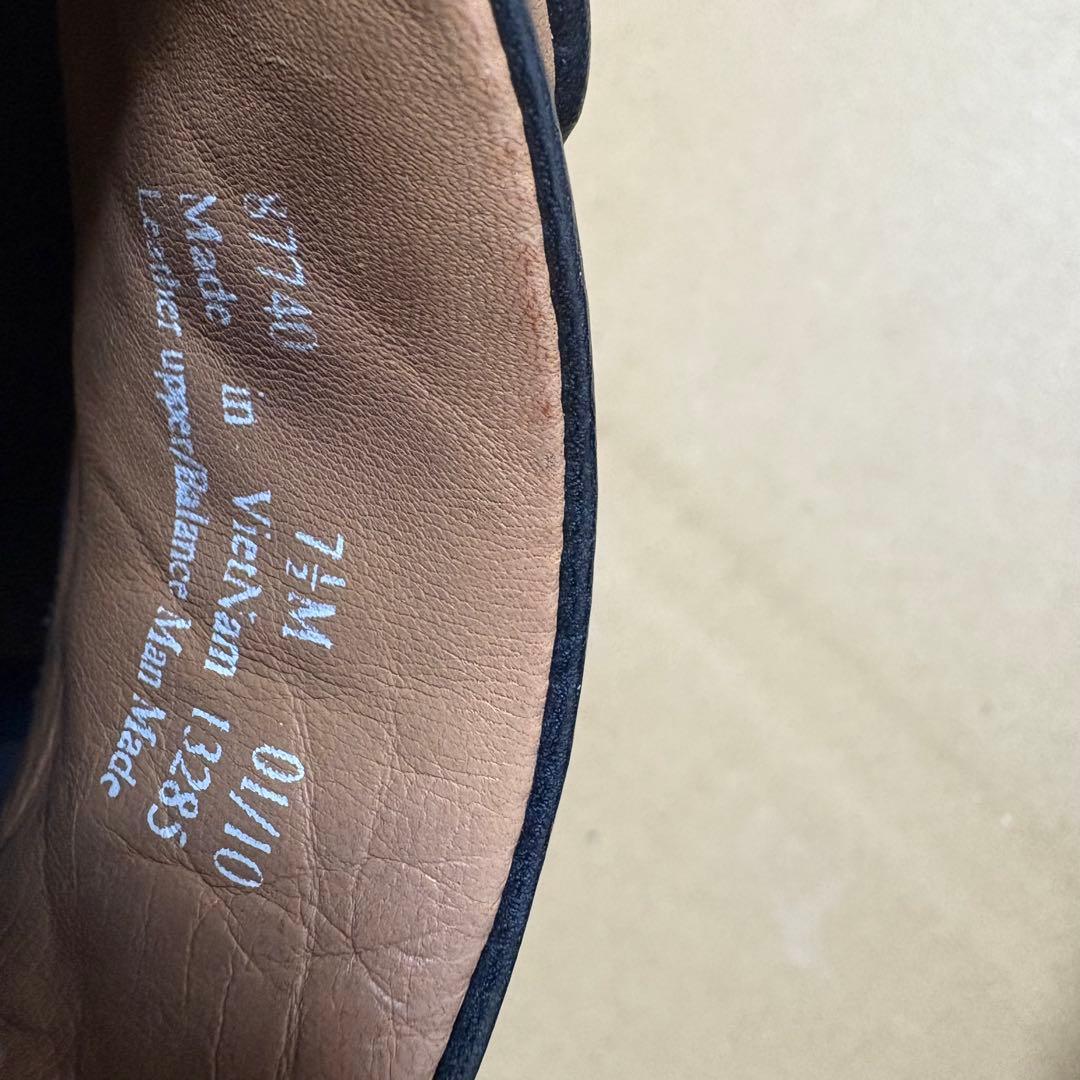 87740 7½M 01/10
Made in VietNam 13285
Leather upper/Balance Man Made